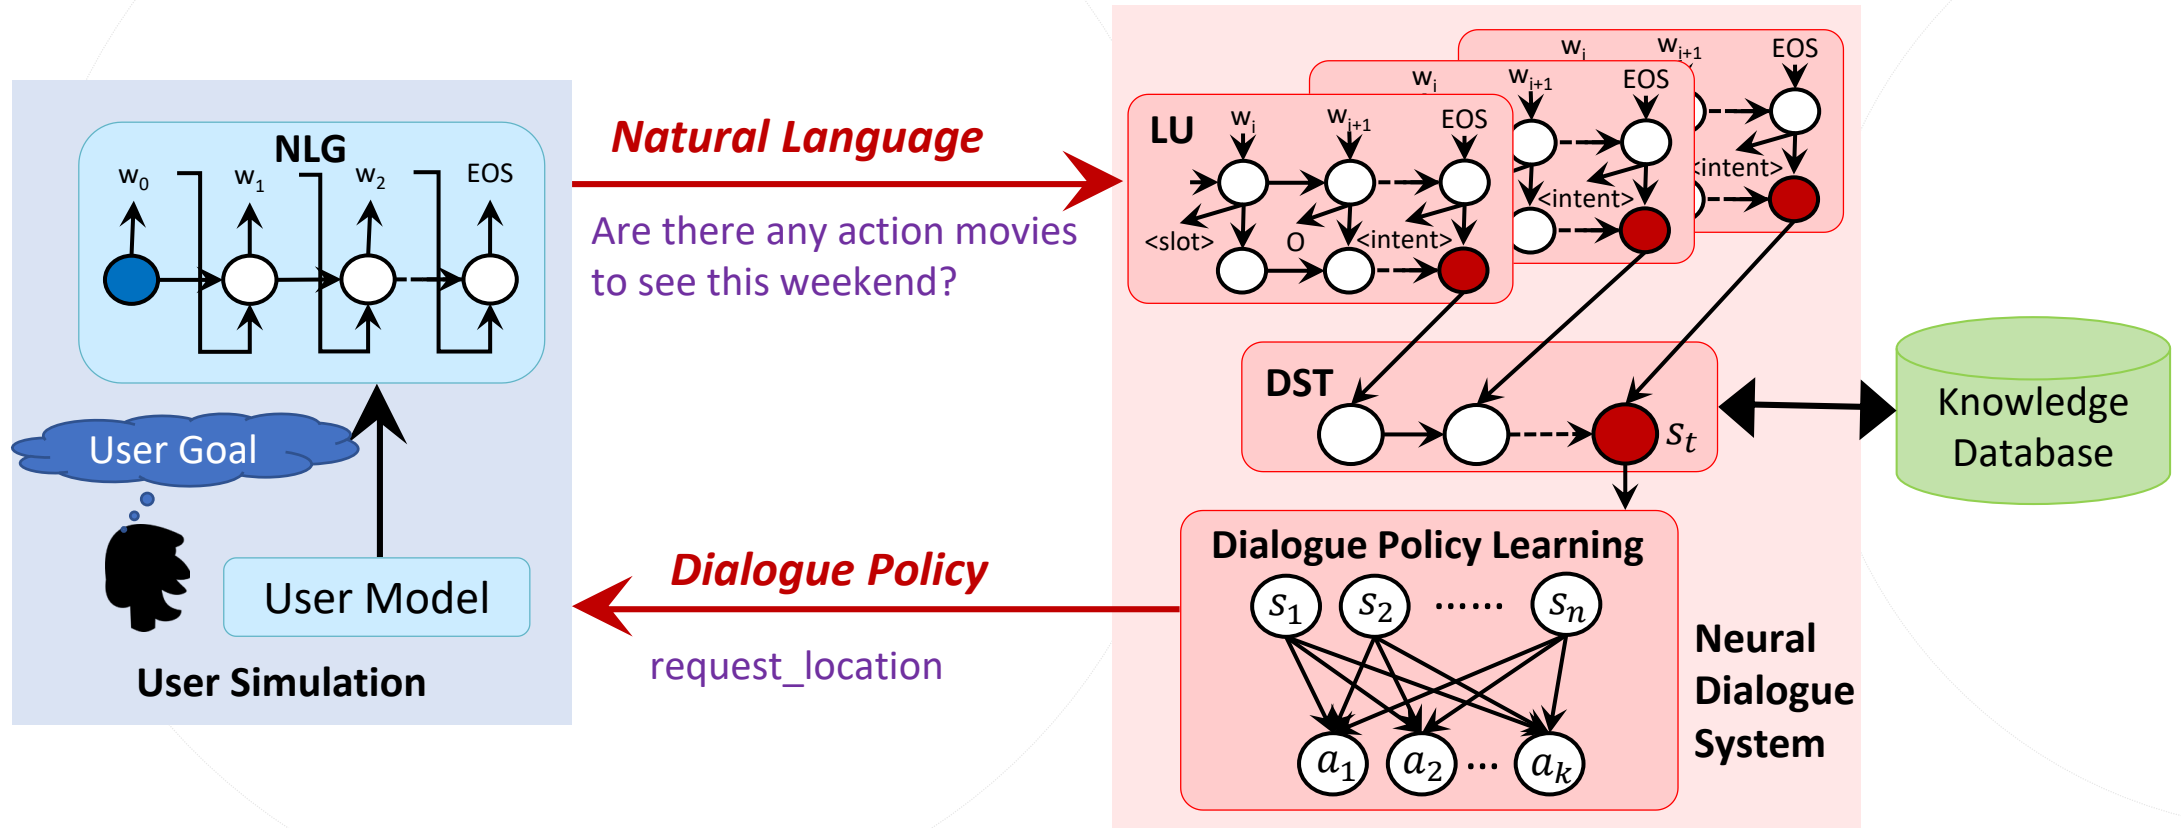 NLG
w0 w1 w2 EOS
User Goal
User Model
User Simulation
Natural Language
Are there any action movies
to see this weekend?
Dialogue Policy
request_location
wi wi+1 EOS
wi wi+1 EOS
LU wi wi+1 EOS
<intent>
<intent>
<slot> O <intent>
DST
st
Knowledge
Database
Dialogue Policy Learning
s1 s2 ...... sn
a1 a2 ... ak
Neural
Dialogue
System